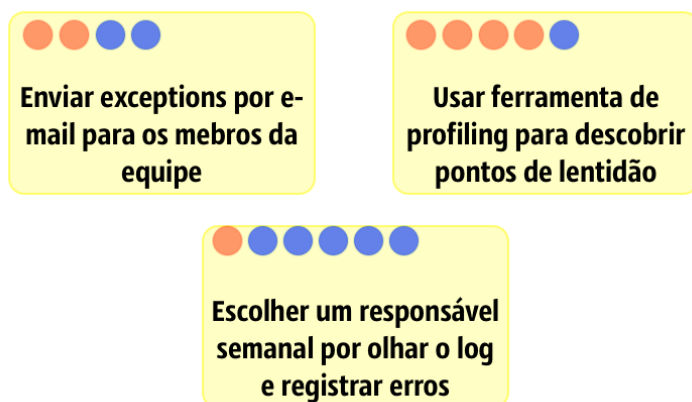 Enviar exceptions por e-
mail para os mebros da
equipe
Usar ferramenta de
profiling para descobrir
pontos de lentidão
Escolher um responsável
semanal por olhar o log
e registrar erros